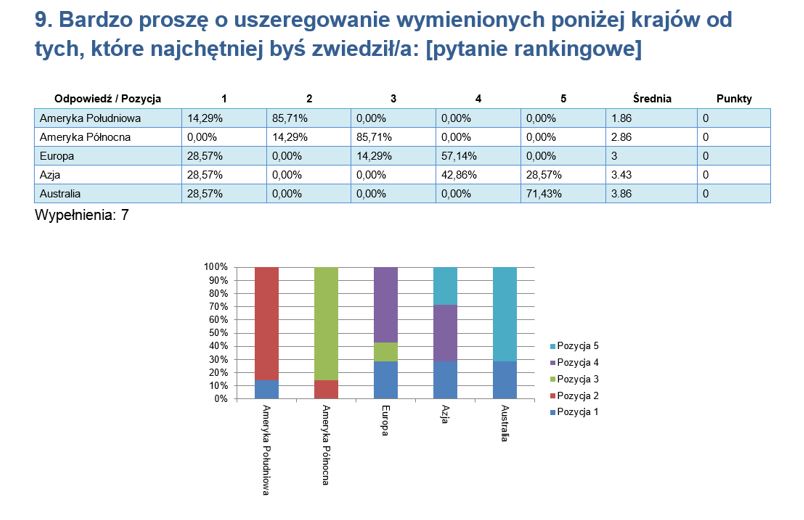 9. Bardzo proszę o uszeregowanie wymienionych poniżej krajów od
tych, które najchętniej byś zwiedził/a: [pytanie rankingowe]
Odpowiedź / Pozycja 1 2 3 4 5 Średnia Punkty
Ameryka Południowa 14,29% 85,71% 0,00% 0,00% 0,00% 1.86 0
Ameryka Północna 0,00% 14,29% 85,71% 0,00% 0,00% 2.86 0
Europa 28,57% 0,00% 14,29% 57,14% 0,00% 3 0
Azja 28,57% 0,00% 0,00% 42,86% 28,57% 3.43 0
Australia 28,57% 0,00% 0,00% 0,00% 71,43% 3.86 0
Wypełnienia: 7
100%
90%
80%
70%
60%
50%
40%
30%
20%
10%
0%
Ameryka Południowa
Ameryka Północna
Europa
Azja
Australia
Pozycja 5
Pozycja 4
Pozycja 3
Pozycja 2
Pozycja 1